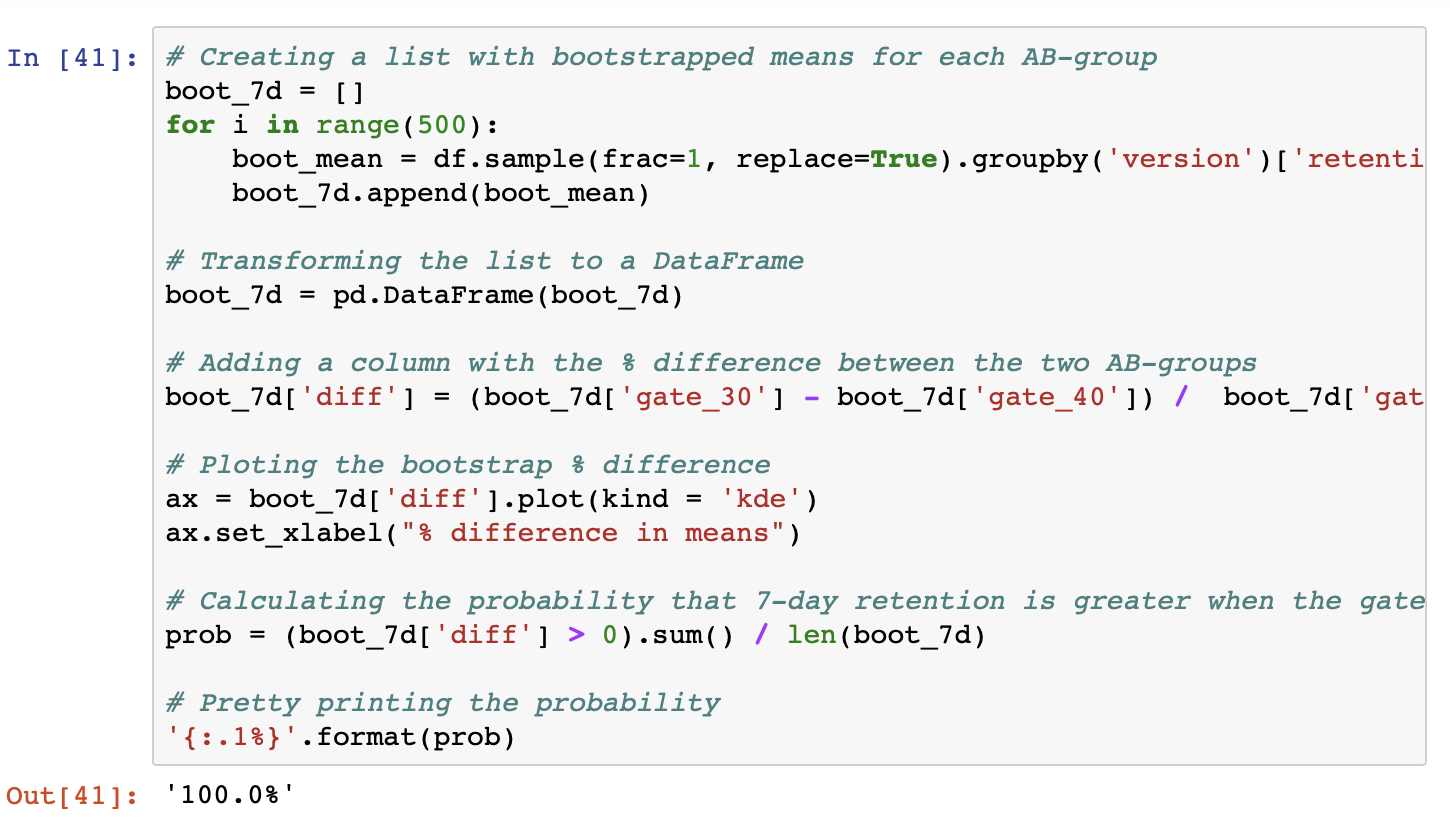 In [41]:
# Creating a list with bootstrapped means for each AB-group
boot_7d = []
for i in range(500):
    boot_mean = df.sample(frac=1, replace=True).groupby('version')['retenti
    boot_7d.append(boot_mean)
# Transforming the list to a DataFrame
boot_7d = pd.DataFrame(boot_7d)
# Adding a column with the % difference between the two AB-groups
boot_7d['diff'] = (boot_7d['gate_30'] - boot_7d['gate_40']) /  boot_7d['gat
# Ploting the bootstrap % difference
ax = boot_7d['diff'].plot(kind = 'kde')
ax.set_xlabel("% difference in means")
# Calculating the probability that 7-day retention is greater when the gate
prob = (boot_7d['diff'] > 0).sum() / len(boot_7d)
# Pretty printing the probability
'{:.1%}'.format(prob)
Out[41]: '100.0%'